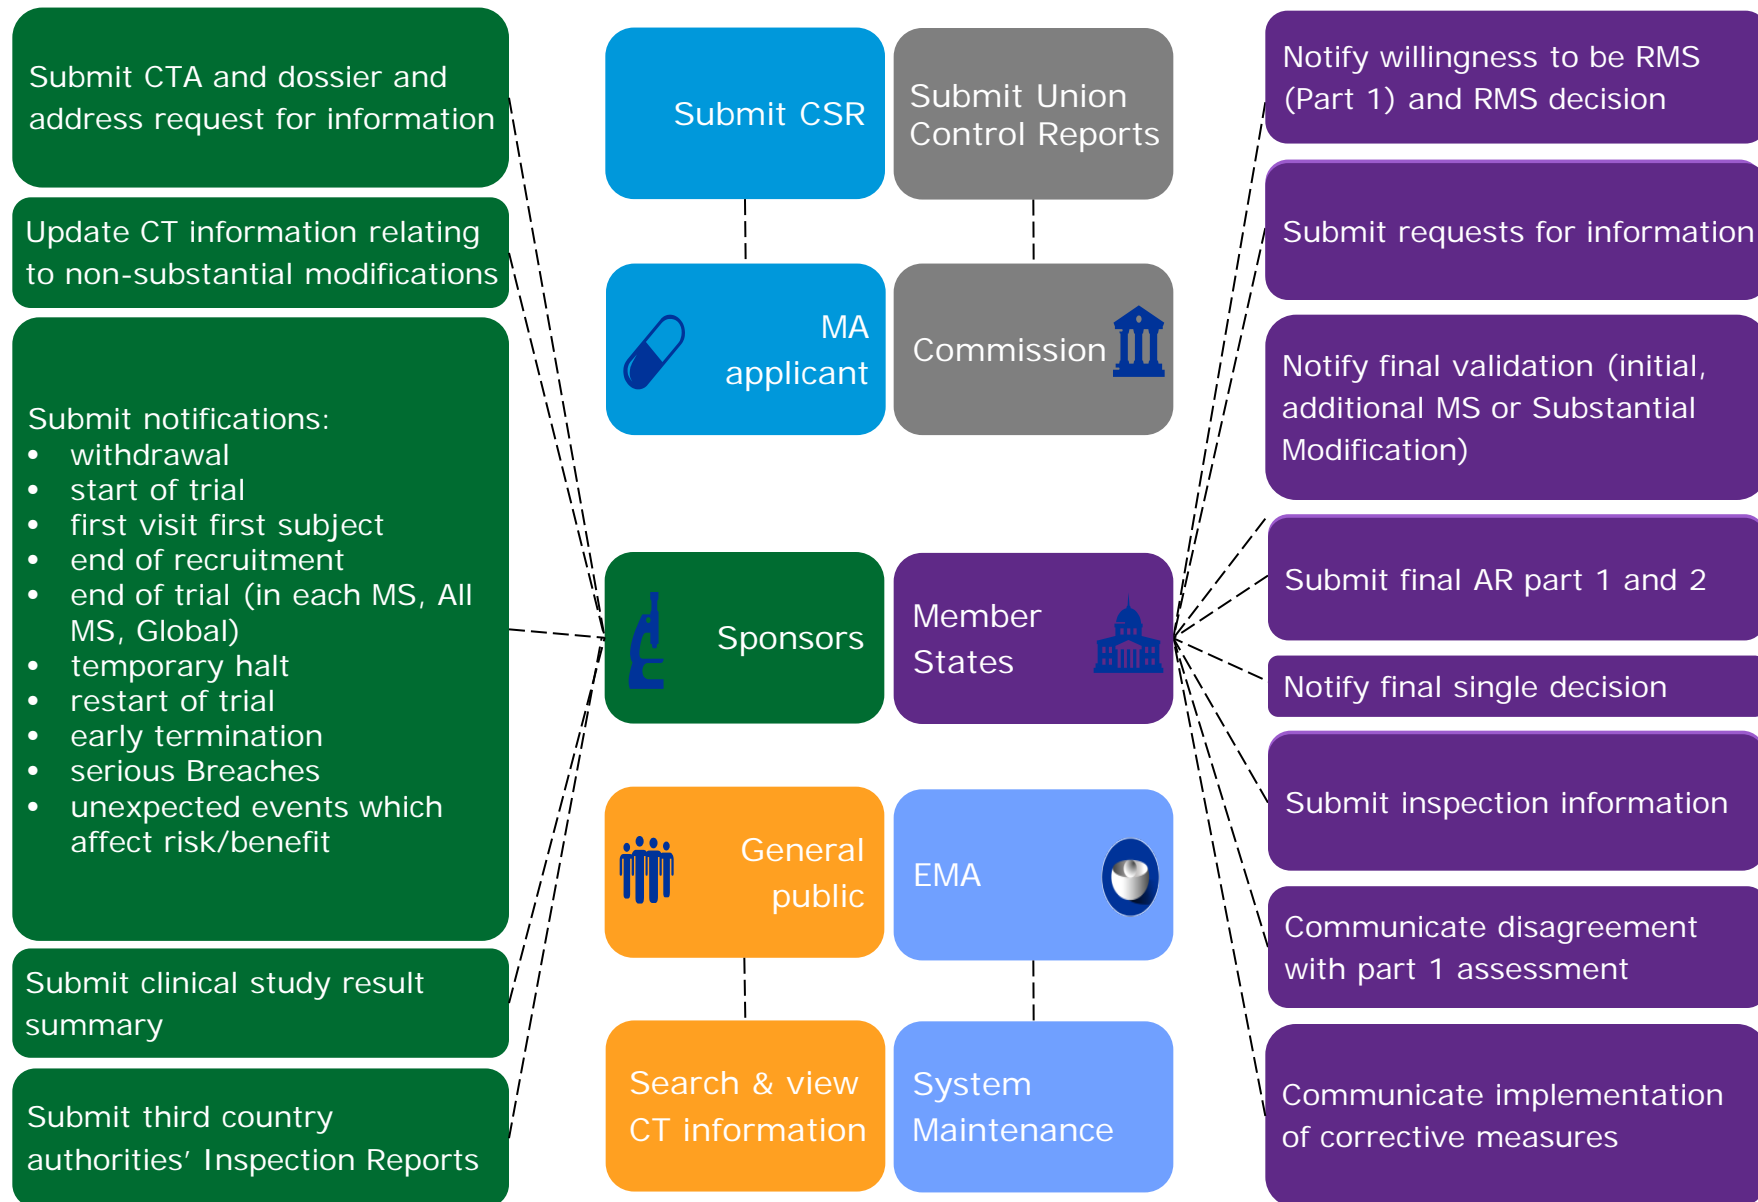 Submit CTA and dossier and
address request for information
Update CT information relating
to non-substantial modifications
Submit notifications:
• withdrawal
• start of trial
• first visit first subject
• end of recruitment
• end of trial (in each MS, All
MS, Global)
• temporary halt
• restart of trial
• early termination
• serious Breaches
• unexpected events which
affect risk/benefit
Submit clinical study result
summary
Submit third country
authorities’ Inspection Reports
Submit CSR
Submit Union
Control Reports
MA
applicant
Commission
Sponsors
Member
States
General
public
EMA
Search & view
CT information
System
Maintenance
Notify willingness to be RMS
(Part 1) and RMS decision
Submit requests for information
Notify final validation (initial,
additional MS or Substantial
Modification)
Submit final AR part 1 and 2
Notify final single decision
Submit inspection information
Communicate disagreement
with part 1 assessment
Communicate implementation
of corrective measures